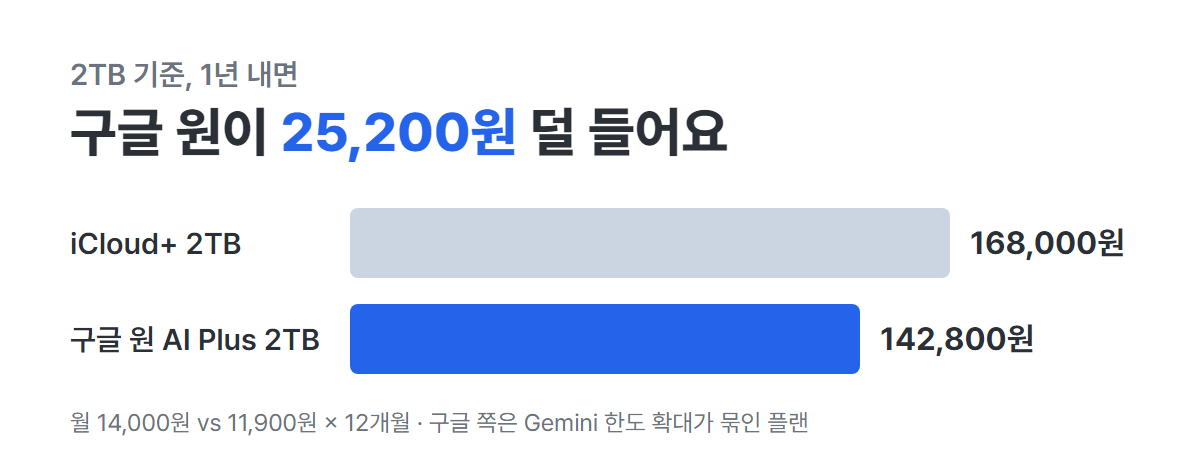 2TB 기준, 1년 내면
구글 원이 25,200원 덜 들어요
iCloud+ 2TB
168,000원
구글 원 AI Plus 2TB
142,800원
월 14,000원 vs 11,900원 × 12개월 · 구글 쪽은 Gemini 한도 확대가 묶인 플랜